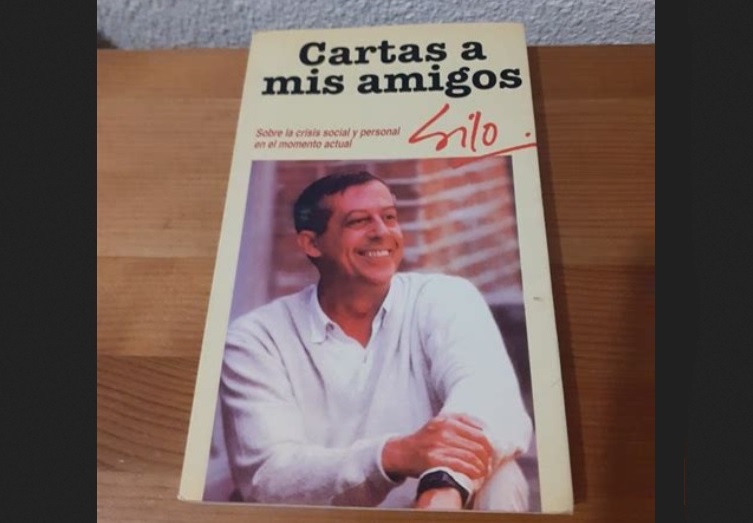 Cartas a
mis amigos
Sobre la crisis social y personal
en el momento actual
Silo.